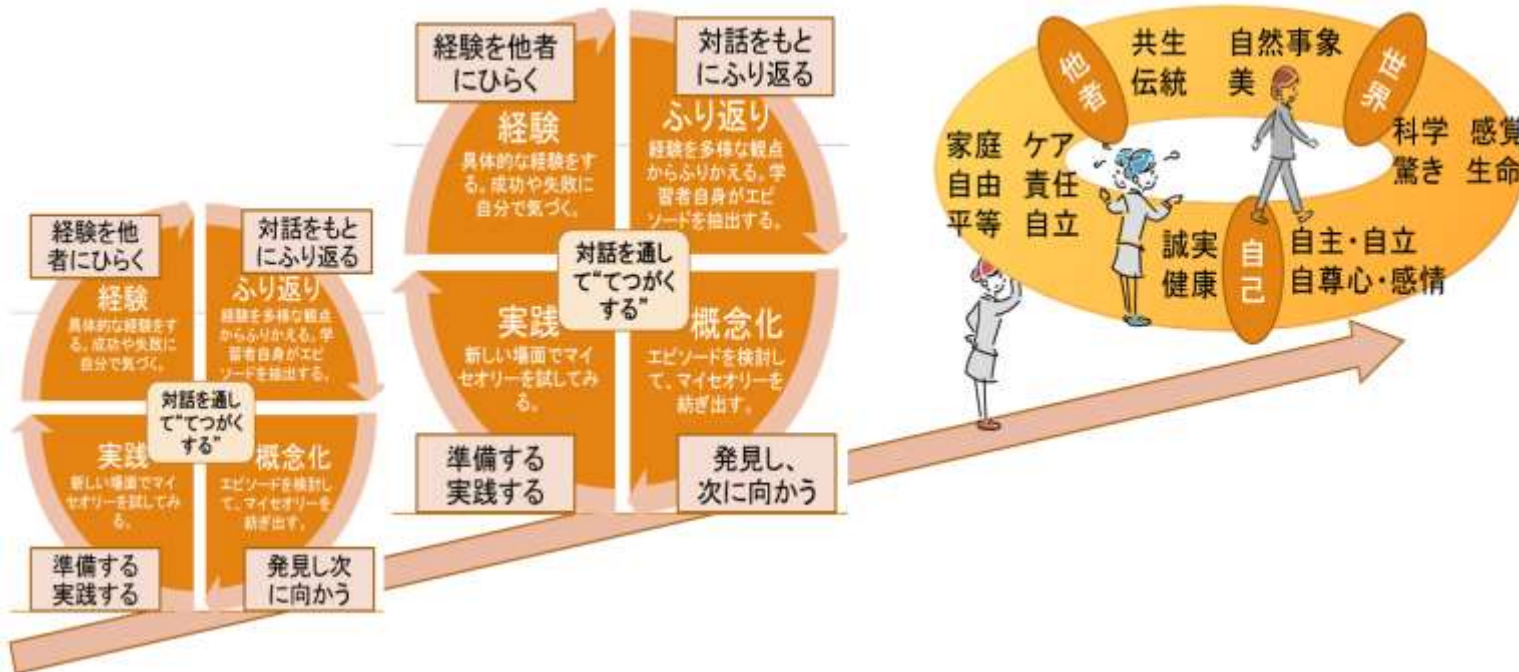 経験を他
者にひらく
対話をもと
にふり返る
経験
具体的な経験をす
る。成功や失敗に
自分で気づく。
ふり返り
経験を多様な観点
からふりかえる。学
習者自身がエピ
ソードを抽出する。
対話を通し
て“てつがく
する”
実践
新しい場面でマイ
セオリーを試してみ
る。
概念化
エピソードを検討し
て、マイセオリーを
紡ぎ出す。
準備する
実践する
発見し次
に向かう
経験を他者
にひらく
対話をもと
にふり返る
経験
具体的な経験をす
る。成功や失敗に
自分で気づく。
ふり返り
経験を多様な観点
からふりかえる。学
習者自身がエピ
ソードを抽出する。
対話を通し
て“てつがく
する”
実践
新しい場面でマイ
セオリーを試してみ
る。
概念化
エピソードを検討し
て、マイセオリーを
紡ぎ出す。
準備する
実践する
発見し、
次に向かう
他者
共生 自然事象
伝統 美
世界
家庭 ケア
自由 責任
平等 自立
科学 感覚
驚き 生命
誠実
健康
自己
自主・自立
自尊心・感情